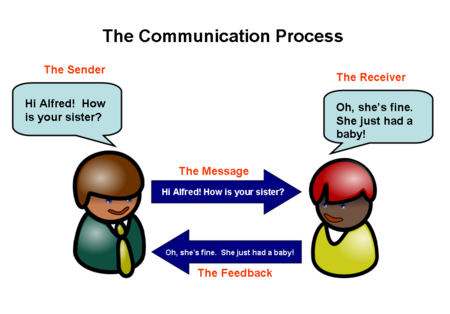 The Communication Process
The Sender
The Receiver
Hi Alfred!  How
is your sister?
Oh, she's fine.
She just had a
baby!
The Message
Hi Alfred! How is your sister?
Oh, she's fine.  She just had a baby!
The Feedback